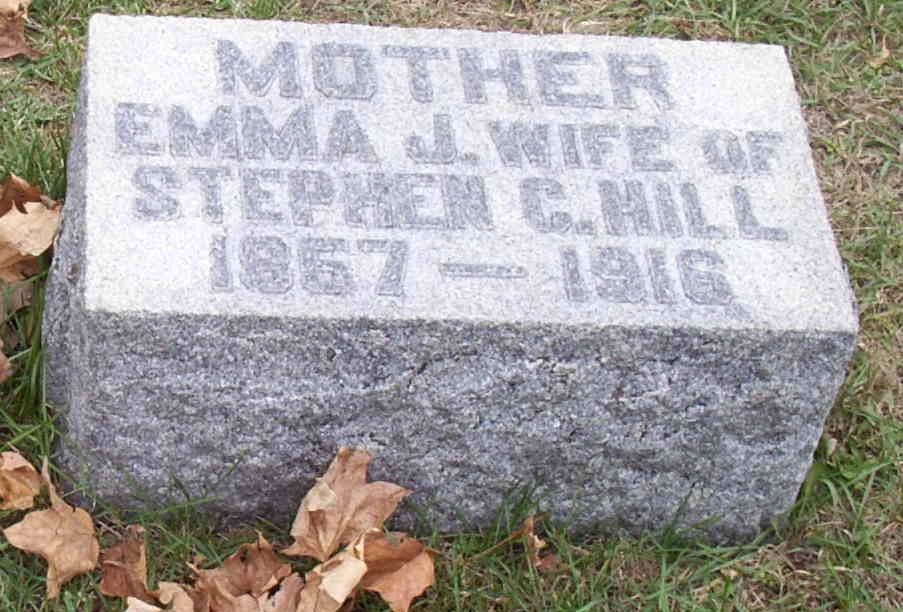 MOTHER
EMMA J. WIFE OF
STEPHEN C. HILL
1857 — 1916